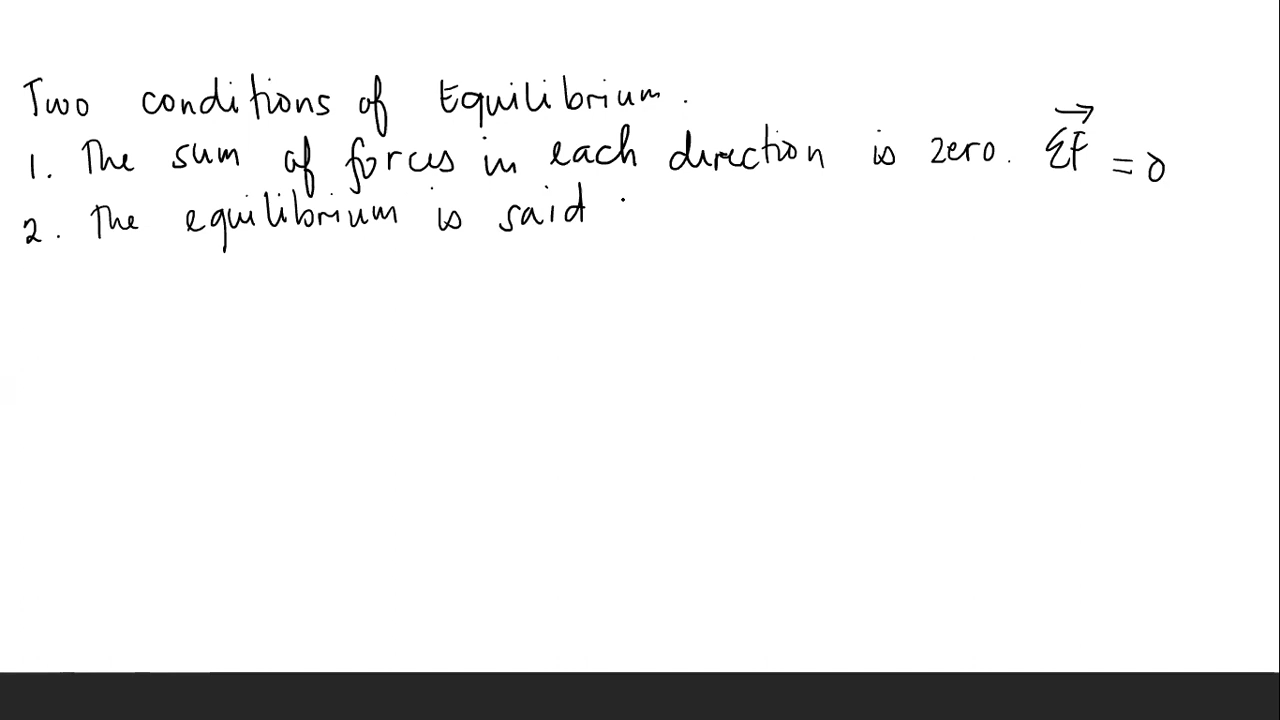 Two conditions of Equilibrium.
1. The sum of forces in each direction is zero. ΣF⃗ = 0
2. The equilibrium is said